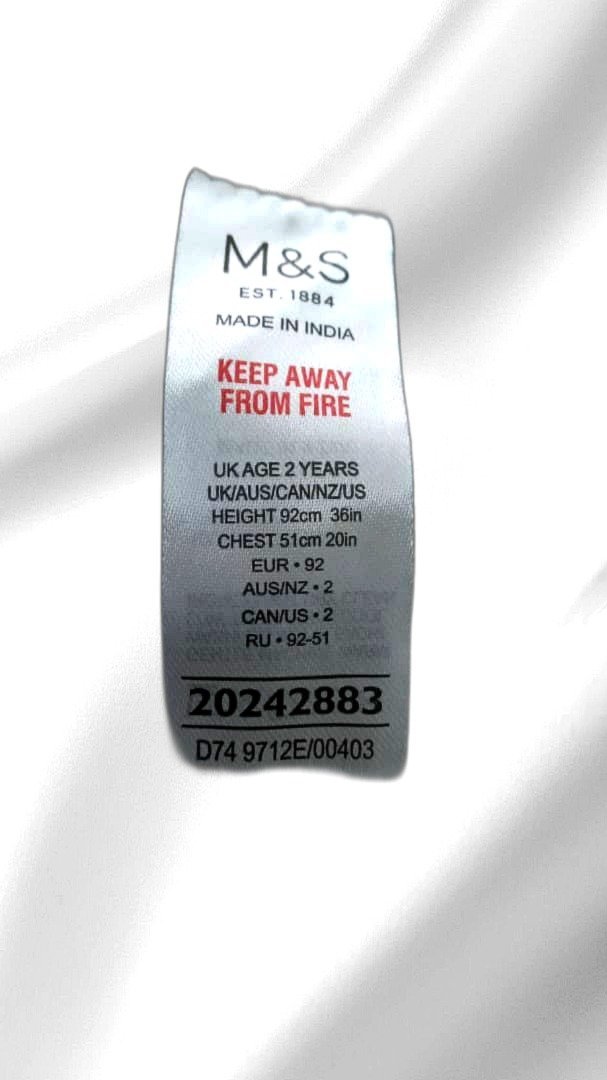 M&S
EST. 1884
MADE IN INDIA
KEEP AWAY
FROM FIRE
UK AGE 2 YEARS
UK/AUS/CAN/NZ/US
HEIGHT 92cm 36in
CHEST 51cm 20in
EUR • 92
AUS/NZ • 2
CAN/US • 2
RU • 92-51
20242883
D74 9712E/00403